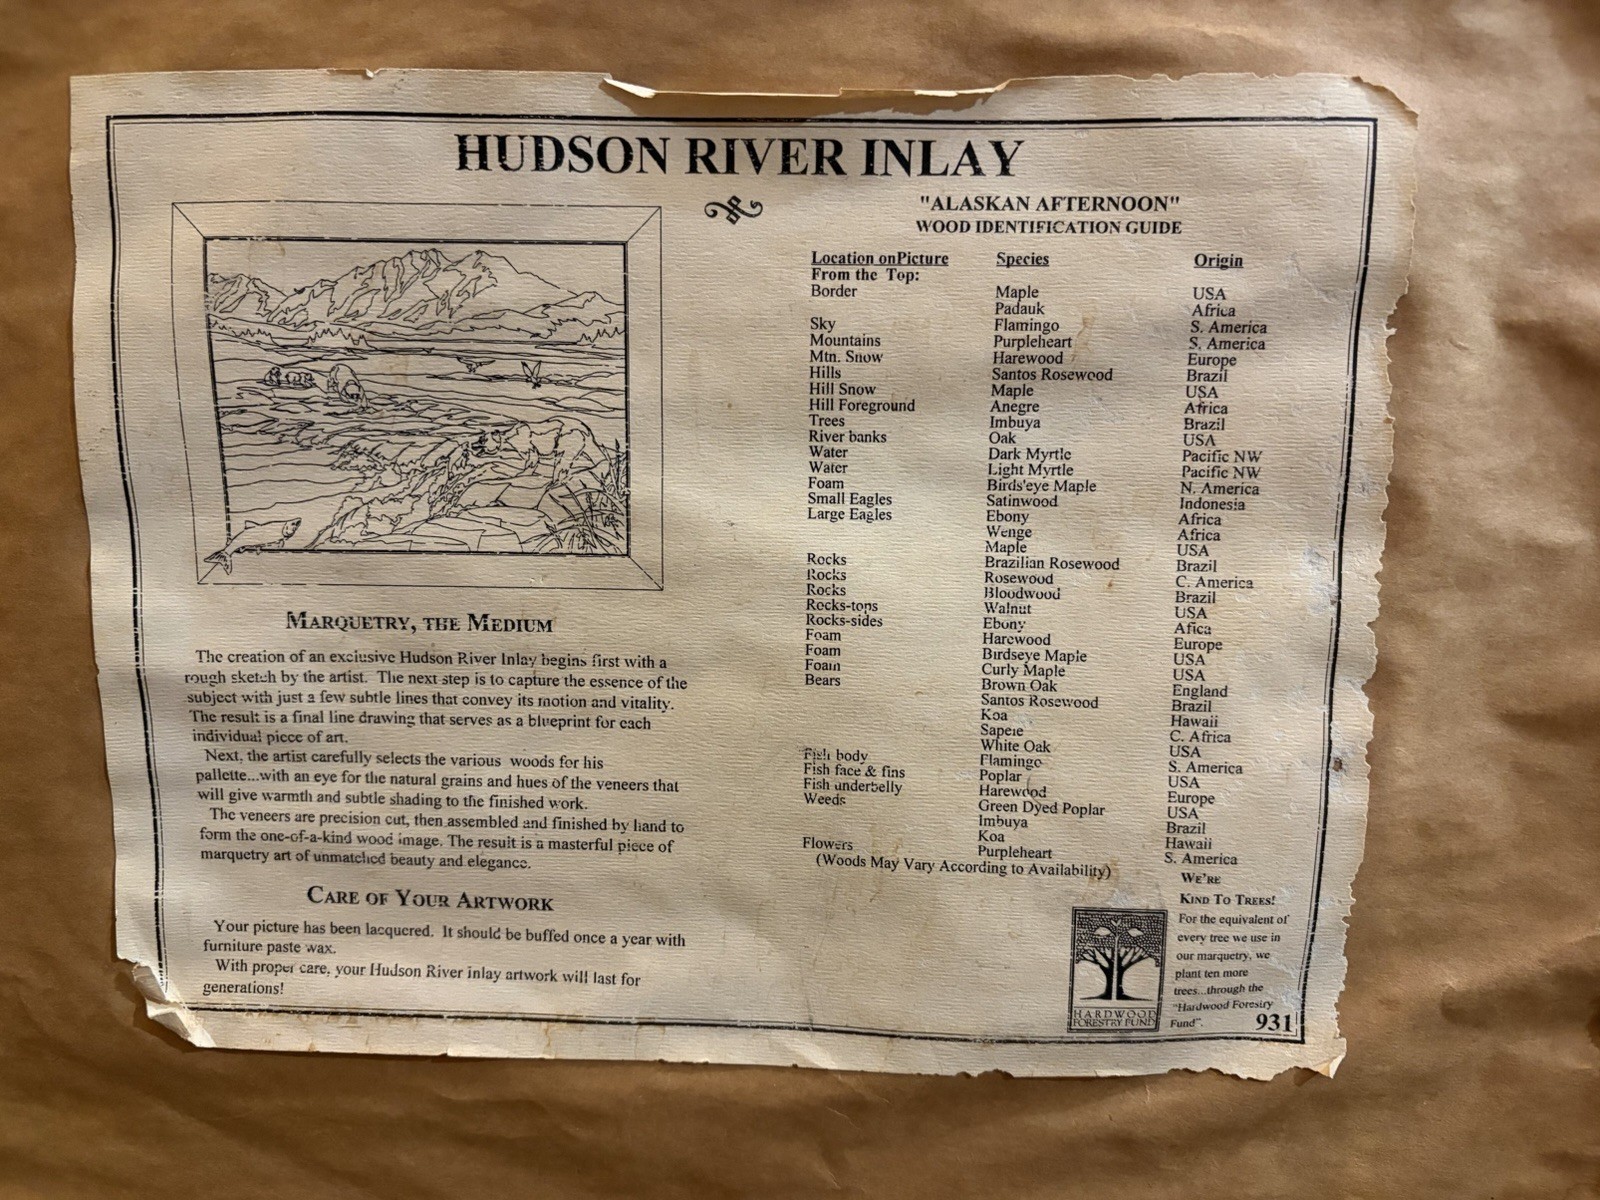 HUDSON RIVER INLAY
MARQUETRY, THE MEDIUM
The creation of an exclusive Hudson River Inlay begins first with a
rough sketch by the artist. The next step is to capture the essence of the
subject with just a few subtle lines that convey its motion and vitality.
The result is a final line drawing that serves as a blueprint for each
individual piece of art.
Next, the artist carefully selects the various woods for his
pallette...with an eye for the natural grains and hues of the veneers that
will give warmth and subtle shading to the finished work.
The veneers are precision cut, then assembled and finished by hand to
form the one-of-a-kind wood image. The result is a masterful piece of
marquetry art of unmatched beauty and elegance.
CARE OF YOUR ARTWORK
Your picture has been lacquered. It should be buffed once a year with
furniture paste wax.
With proper care, your Hudson River inlay artwork will last for
generations!
"ALASKAN AFTERNOON"
WOOD IDENTIFICATION GUIDE
Location onPicture Species Origin
From the Top:
Border Maple USA
Padauk Africa
Sky Flamingo S. America
Mountains Purpleheart S. America
Mtn. Snow Harewood Europe
Hills Santos Rosewood Brazil
Hill Snow Maple USA
Hill Foreground Anegre Africa
Trees Imbuya Brazil
River banks Oak USA
Water Dark Myrtle Pacific NW
Water Light Myrtle Pacific NW
Foam Birds'eye Maple N. America
Small Eagles Satinwood Indonesia
Large Eagles Ebony Africa
Wenge Africa
Maple USA
Rocks Brazilian Rosewood Brazil
Rocks Rosewood C. America
Rocks Bloodwood Brazil
Rocks-tops Walnut USA
Rocks-sides Ebony Afica
Foam Harewood Europe
Foam Birdseye Maple USA
Foam Curly Maple USA
Bears Brown Oak England
Santos Rosewood Brazil
Koa Hawaii
Sapele C. Africa
White Oak USA
Fish body Flamingo S. America
Fish face & fins Poplar USA
Fish underbelly Harewood Europe
Weeds Green Dyed Poplar USA
Imbuya Brazil
Koa Hawaii
Flowers Purpleheart S. America
(Woods May Vary According to Availability)
WE'RE
KIND TO TREES!
For the equivalent of
every tree we use in
our marquetry, we
plant ten more
trees...through the
"Hardwood Forestry
Fund".
HARDWOOD
FORESTRY FUND
931